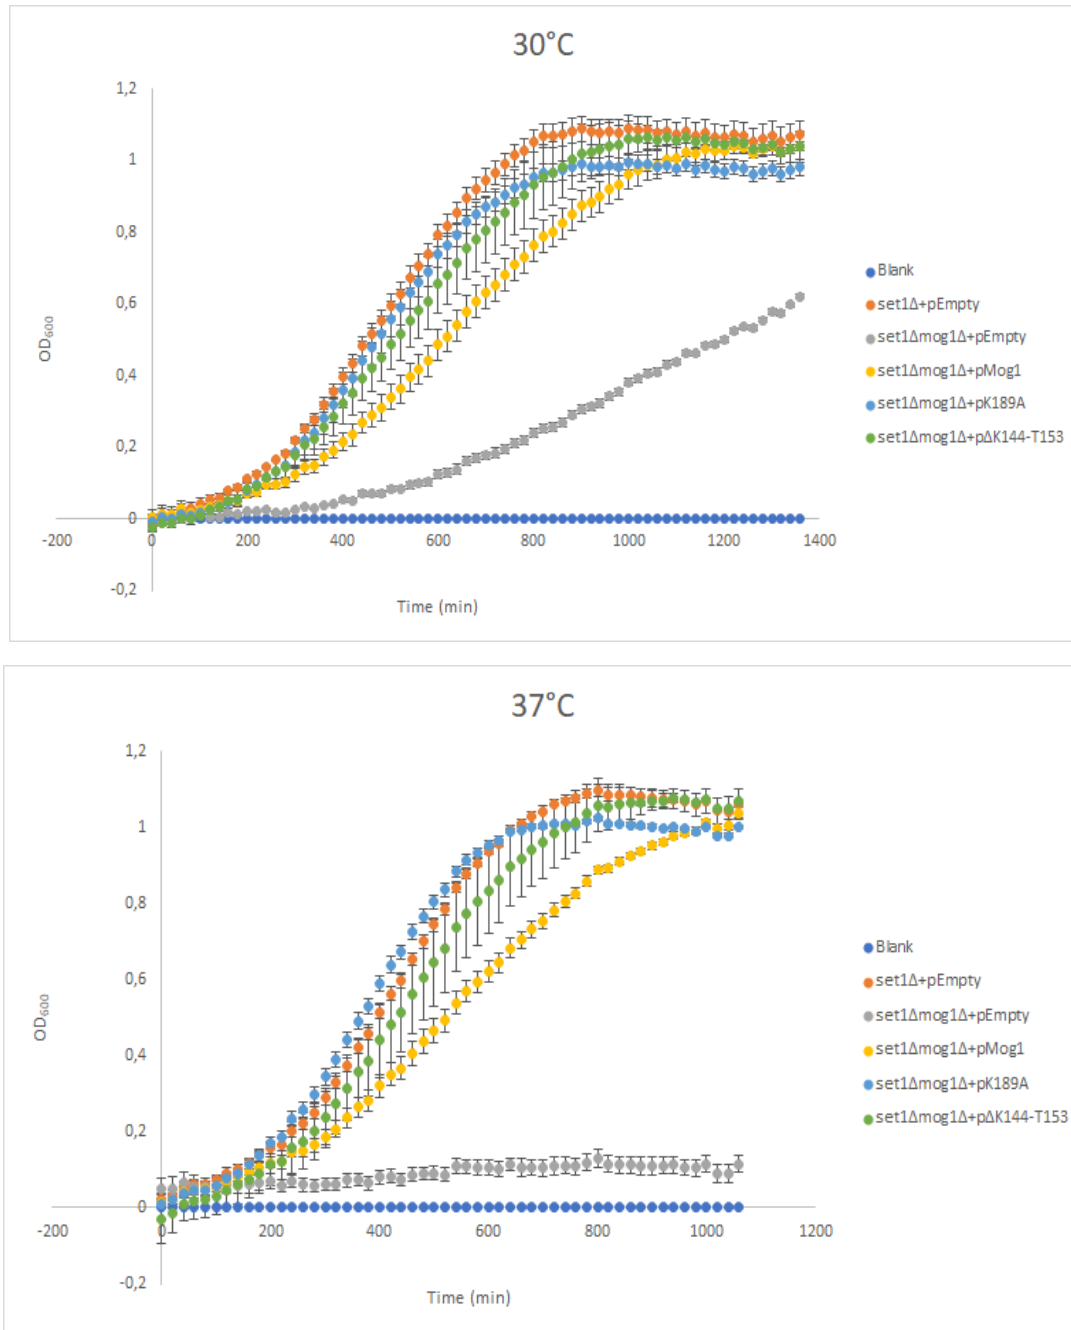 30°C
1,2
1
0,8
0,6
0,4
0,2
0
-0,2
OD600
-200 0 200 400 600 800 1000 1200 1400
Time (min)
Blank
set1Δ+pEmpty
set1Δmog1Δ+pEmpty
set1Δmog1Δ+pMog1
set1Δmog1Δ+pK189A
set1Δmog1Δ+pΔK144-T153
37°C
1,2
1
0,8
0,6
0,4
0,2
0
-0,2
OD600
-200 0 200 400 600 800 1000 1200
Time (min)
Blank
set1Δ+pEmpty
set1Δmog1Δ+pEmpty
set1Δmog1Δ+pMog1
set1Δmog1Δ+pK189A
set1Δmog1Δ+pΔK144-T153